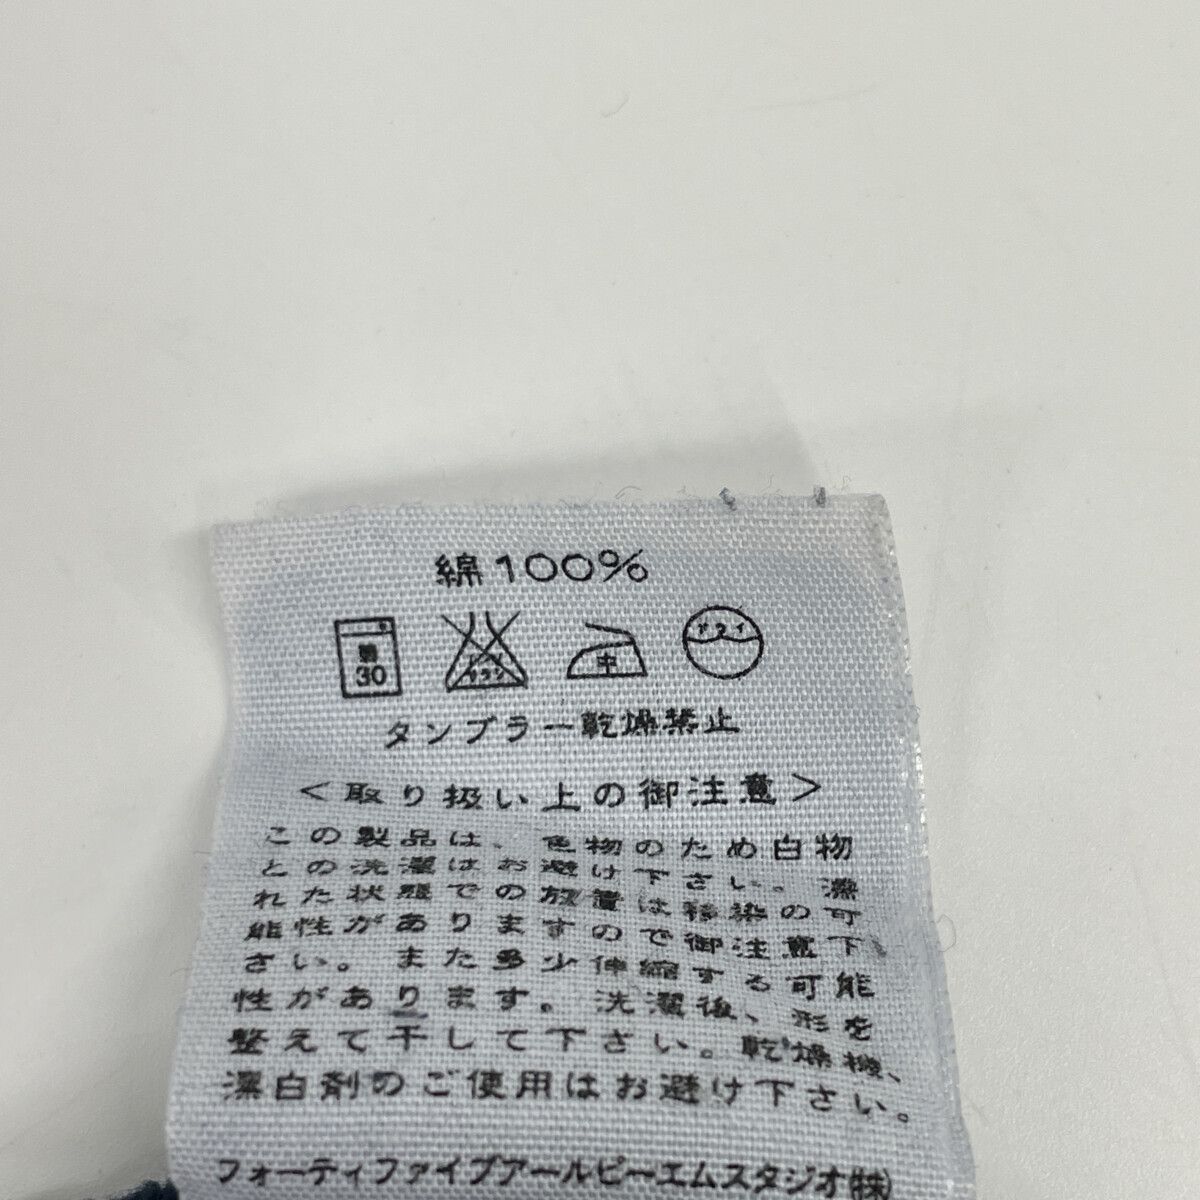 綿100%
弱 30 エンソ サラシ 中 ドライ
タンブラー乾燥禁止
<取り扱い上の御注意>
この製品は、色物のため白物
との洗濯はお避け下さい。濡
れた状態での放置は移染の可
能性がありますので御注意下
さい。また多少伸縮する可能
性があります。洗濯後、形を
整えて干して下さい。乾燥機、
漂白剤のご使用はお避け下さい。
フォーティファイブアールピーエムスタジオ(株)